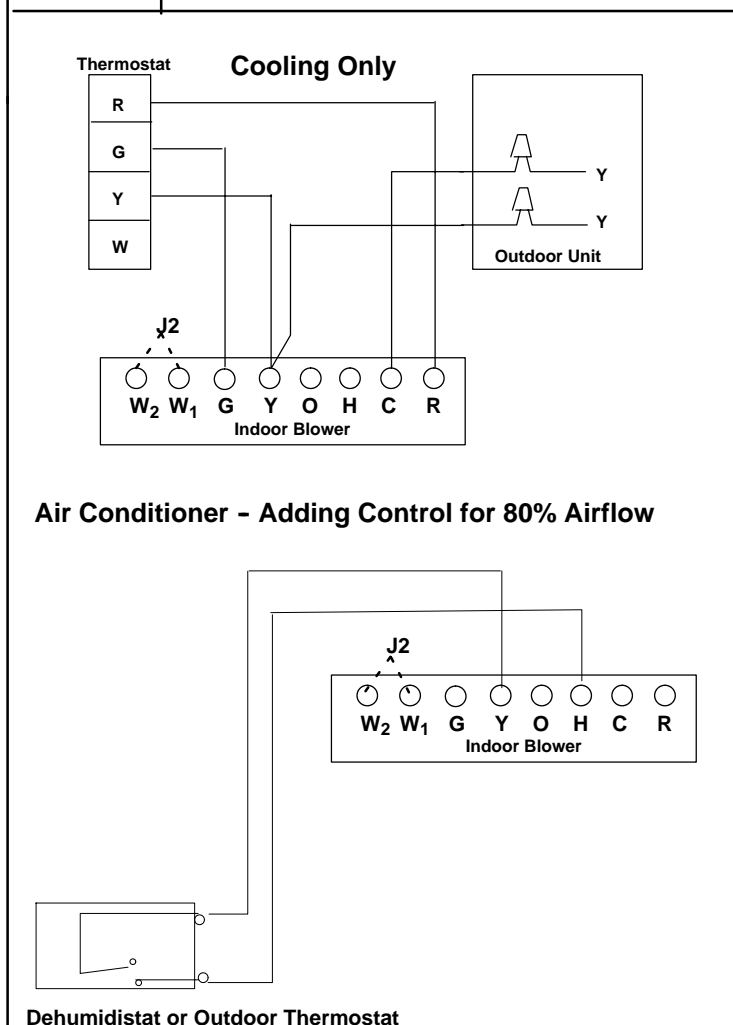 Thermostat
Cooling Only
R
G
Y
W
Y
Y
Outdoor Unit
J2
W2 W1 G Y O H C R
Indoor Blower
Air Conditioner - Adding Control for 80% Airflow
J2
W2 W1 G Y O H C R
Indoor Blower
Dehumidistat or Outdoor Thermostat